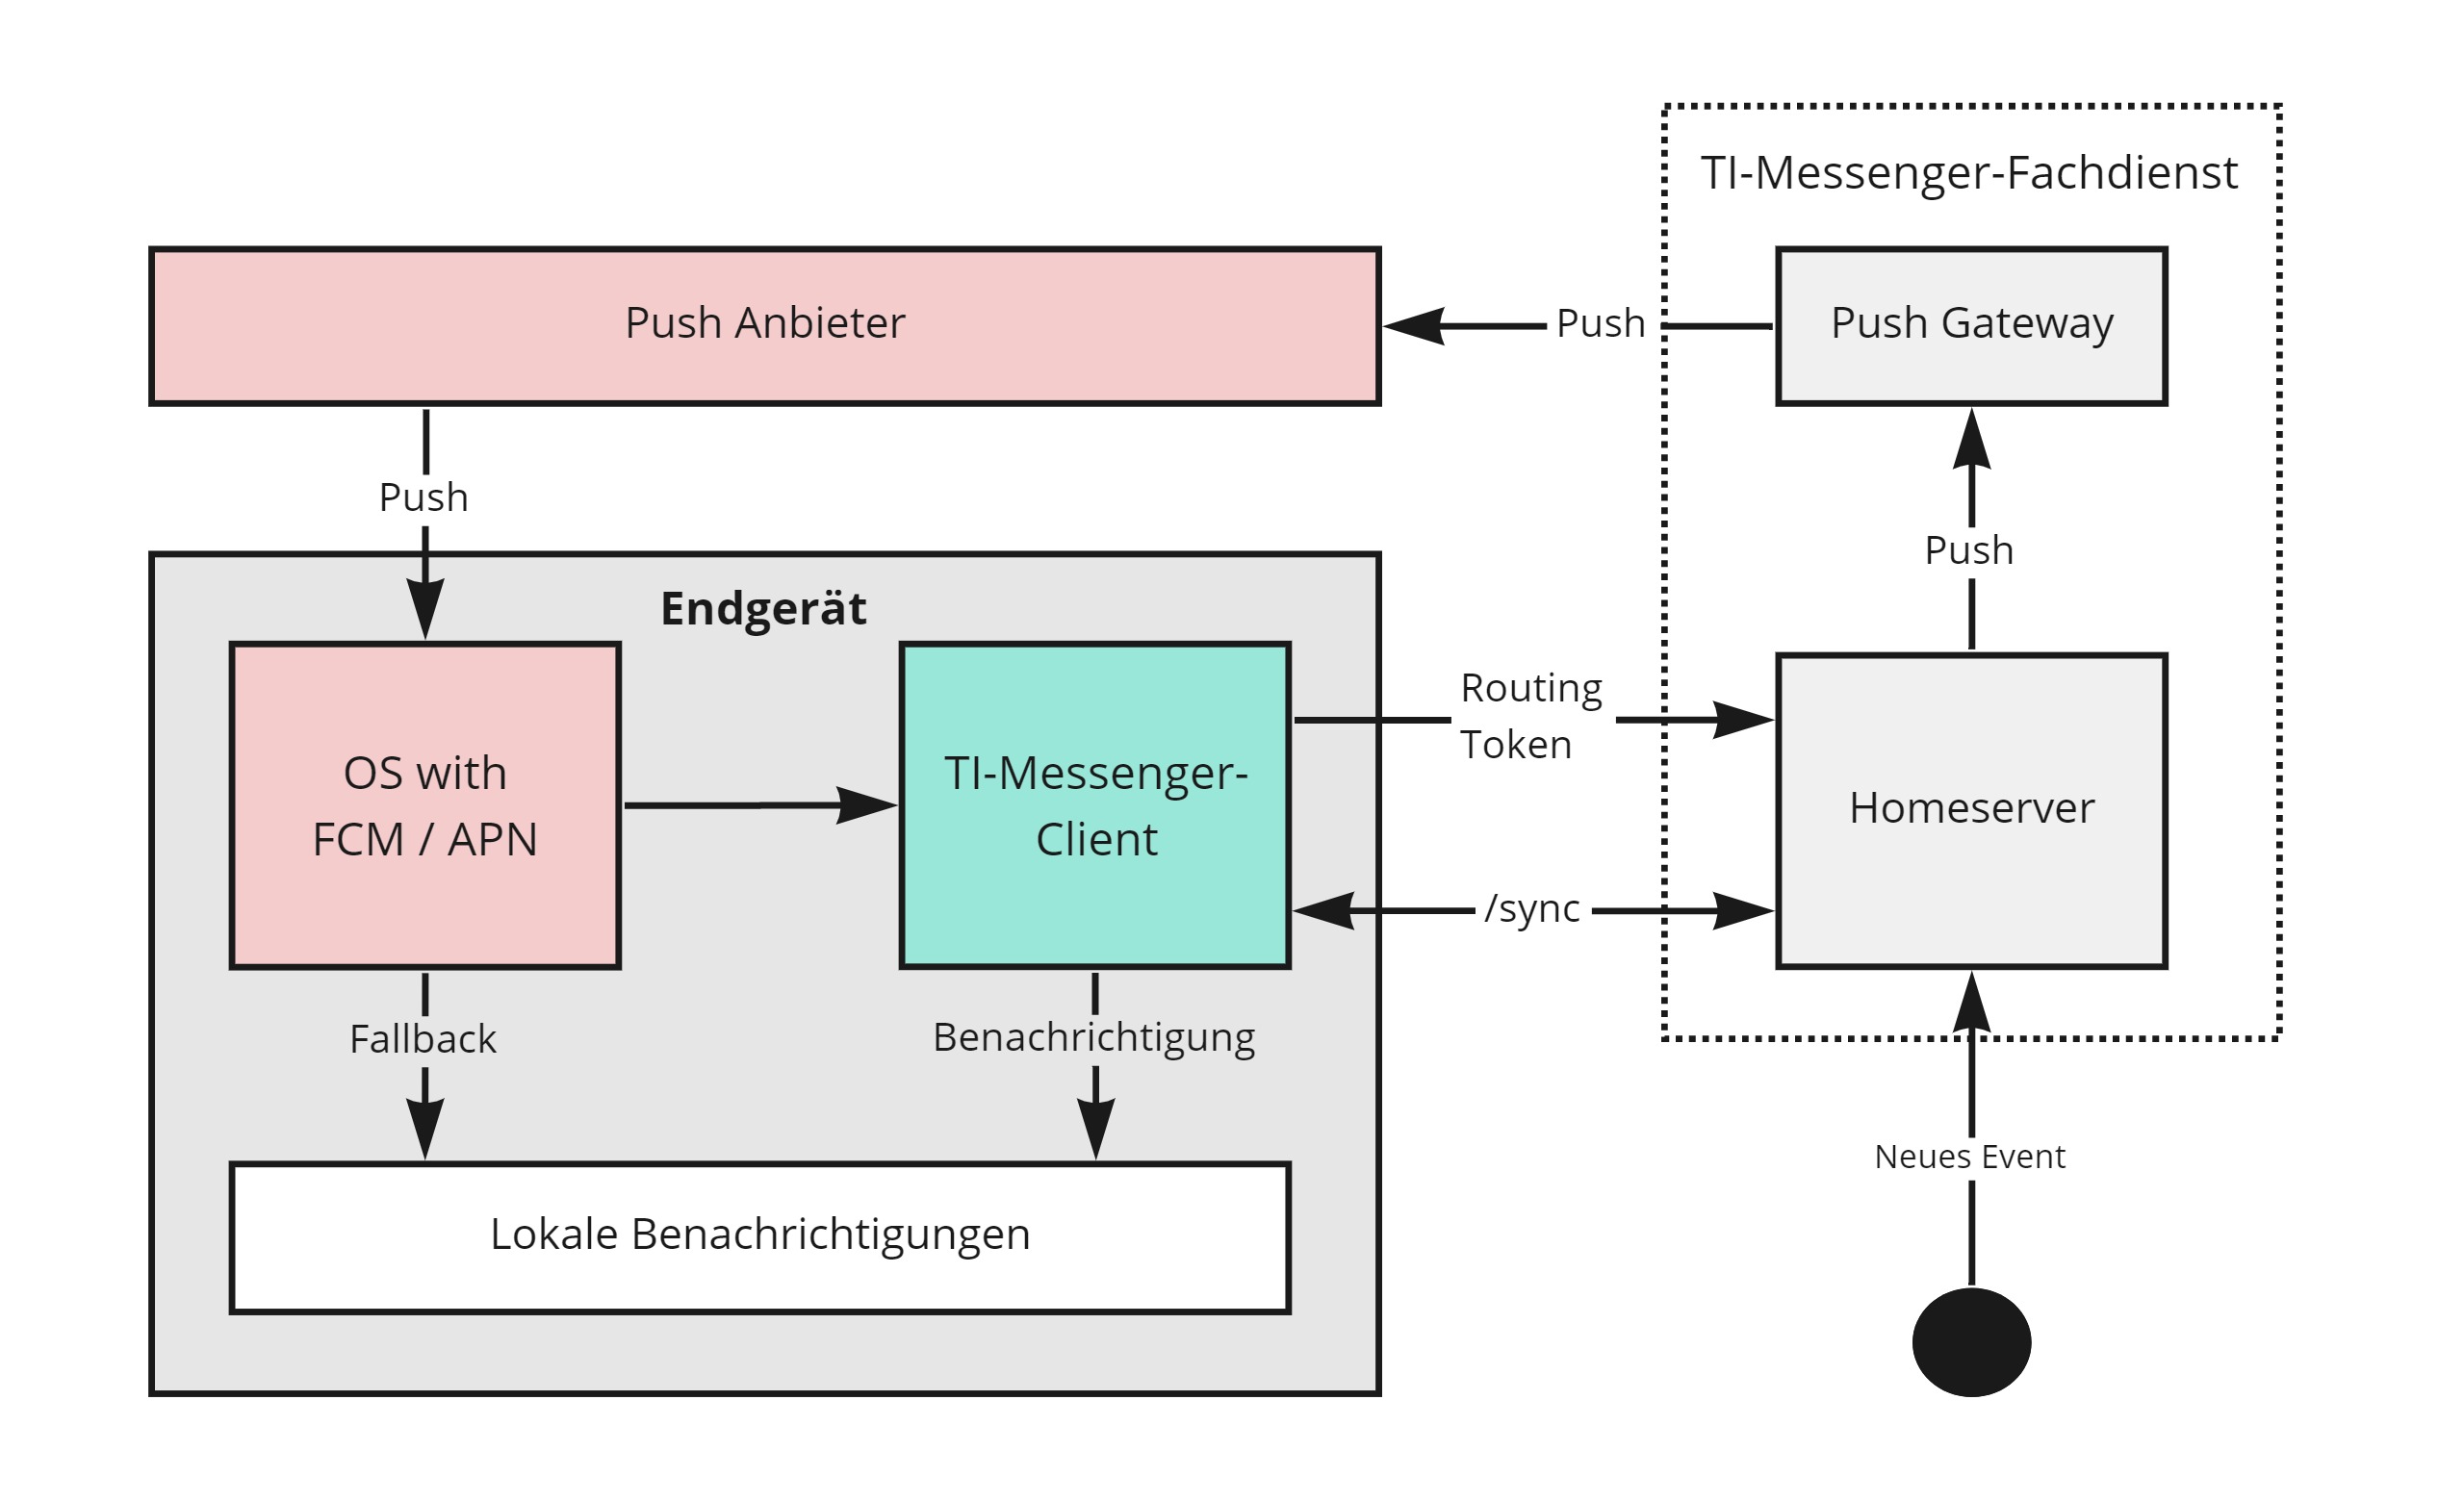 TI-Messenger-Fachdienst
Push Anbieter
Push
Push Gateway
Push
Push
Endgerät
OS with
FCM / APN
TI-Messenger-
Client
Routing
Token
Homeserver
/sync
Fallback
Benachrichtigung
Neues Event
Lokale Benachrichtigungen